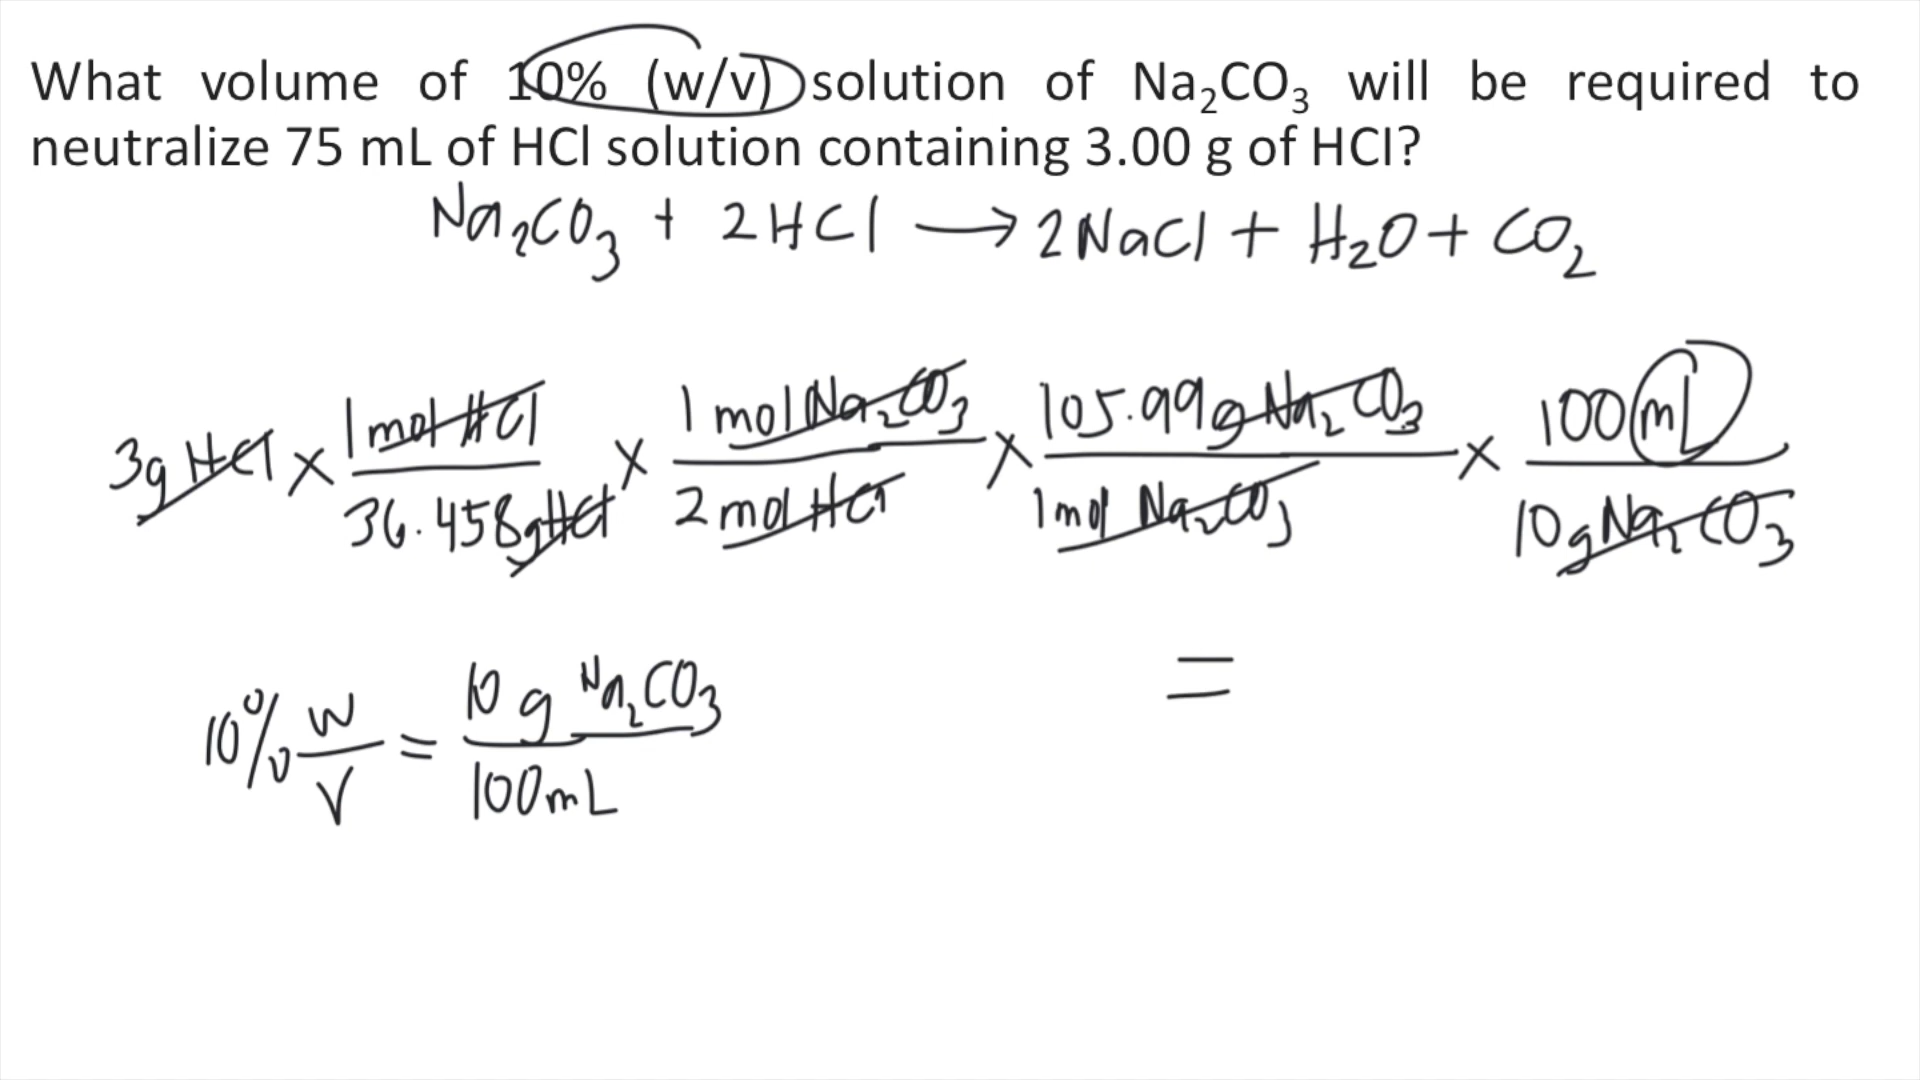 What volume of 10% (w/v) solution of Na₂CO₃ will be required to
neutralize 75 mL of HCl solution containing 3.00 g of HCl?
Na₂CO₃ + 2HCl → 2NaCl + H₂O + CO₂
3g HCl × 1 mol HCl / 36.458 g HCl × 1 mol Na₂CO₃ / 2 mol HCl × 105.99 g Na₂CO₃ / 1 mol Na₂CO₃ × 100 mL / 10 g Na₂CO₃
=
10% w/v = 10 g Na₂CO₃ / 100 mL